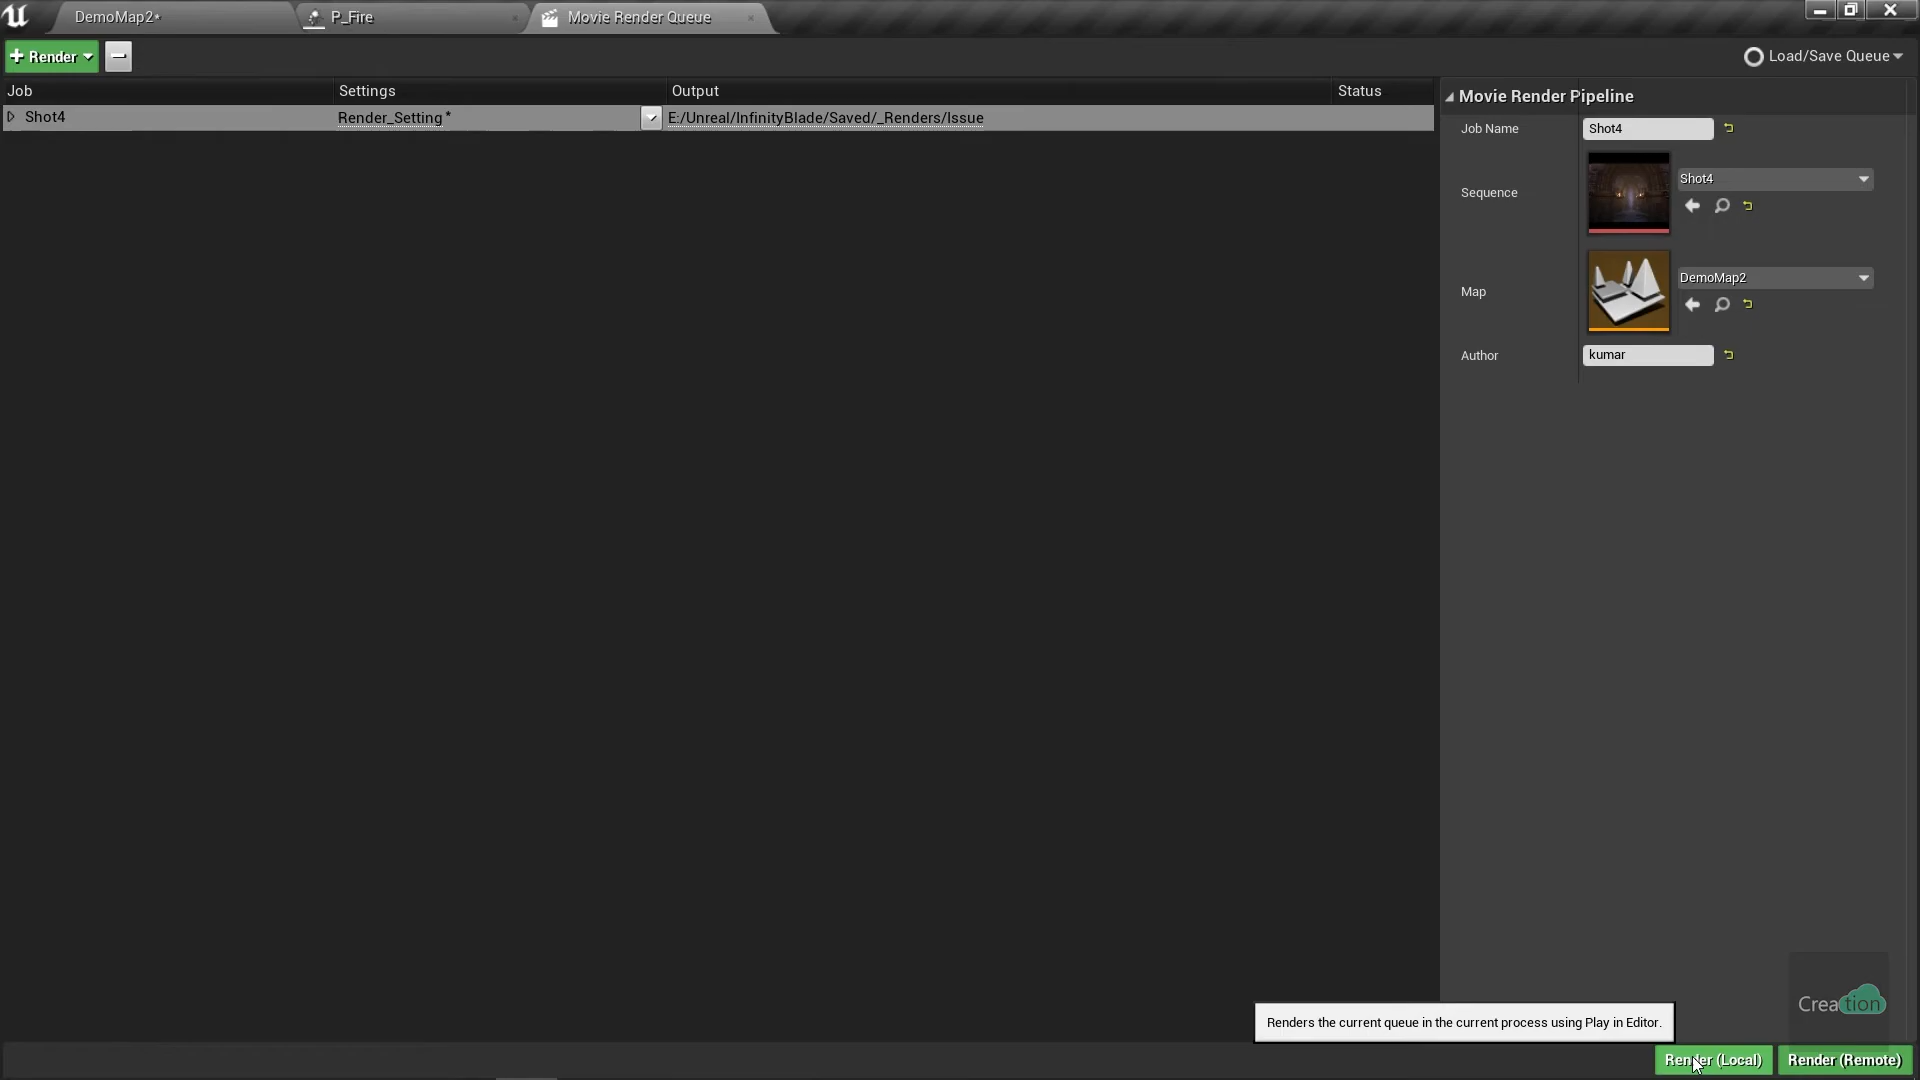 DemoMap2*
P_Fire
Movie Render Queue
Render
Load/Save Queue
Job Settings Output Status
Shot4 Render_Setting * E:/Unreal/InfinityBlade/Saved/_Renders/Issue
Movie Render Pipeline
Job Name Shot4
Sequence Shot4
Map DemoMap2
Author kumar
Creation
Renders the current queue in the current process using Play in Editor.
Render (Local) Render (Remote)